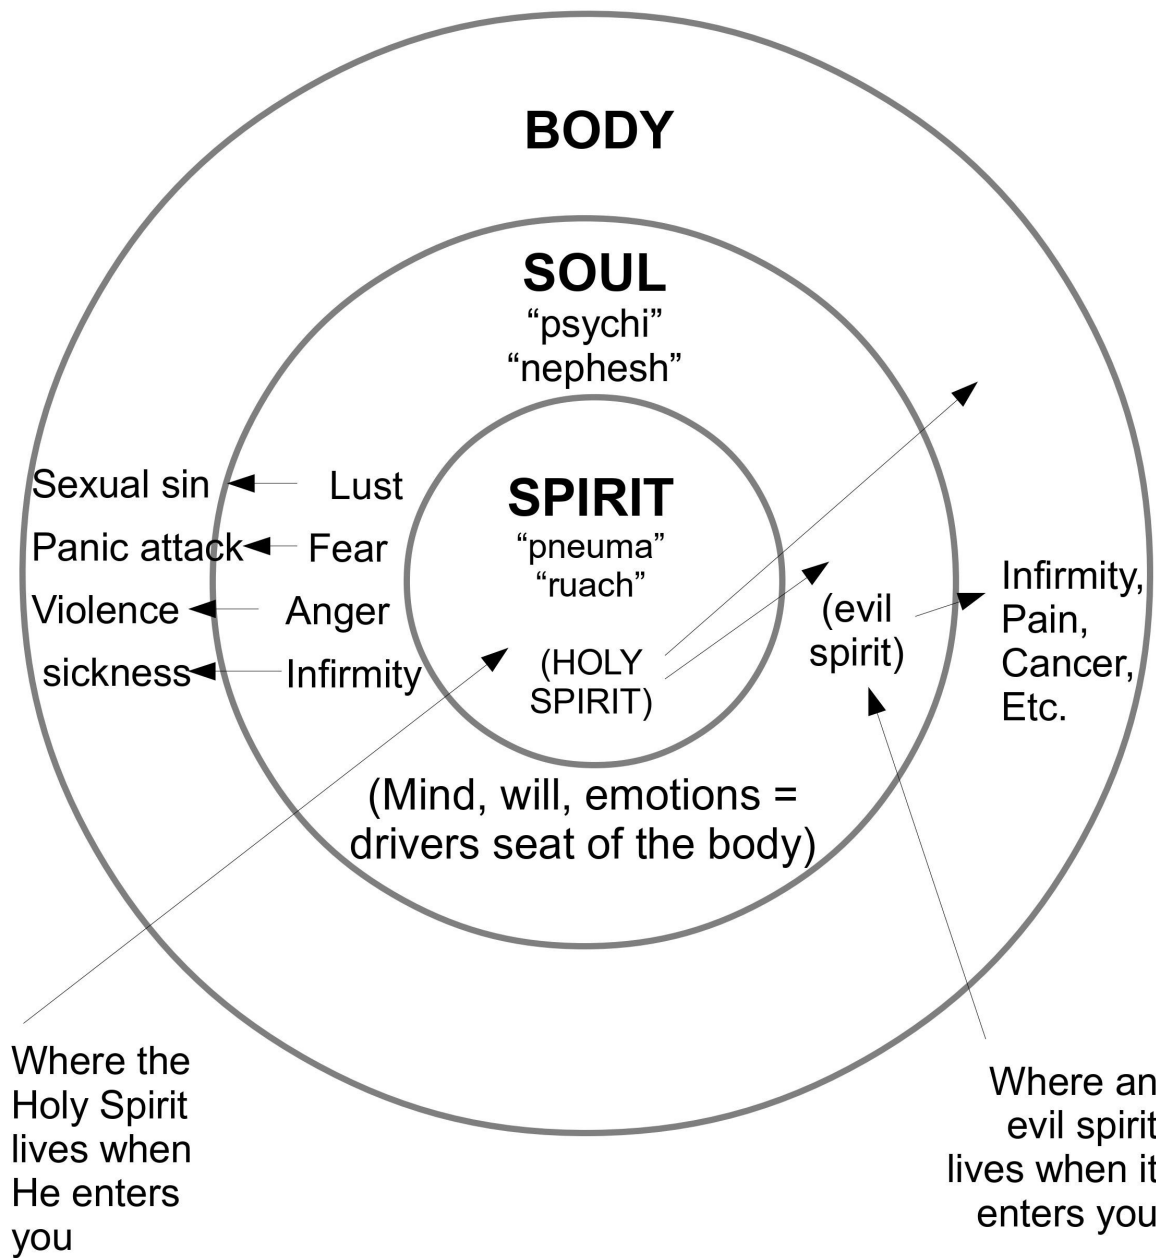 BODY
SOUL
“psychi”
“nephesh”
SPIRIT
“pneuma”
“ruach”
(HOLY
SPIRIT)
Sexual sin
Lust
Panic attack
Fear
Violence
Anger
sickness
Infirmity
(evil
spirit)
Infirmity,
Pain,
Cancer,
Etc.
(Mind, will, emotions =
drivers seat of the body)
Where the
Holy Spirit
lives when
He enters
you
Where an
evil spirit
lives when it
enters you